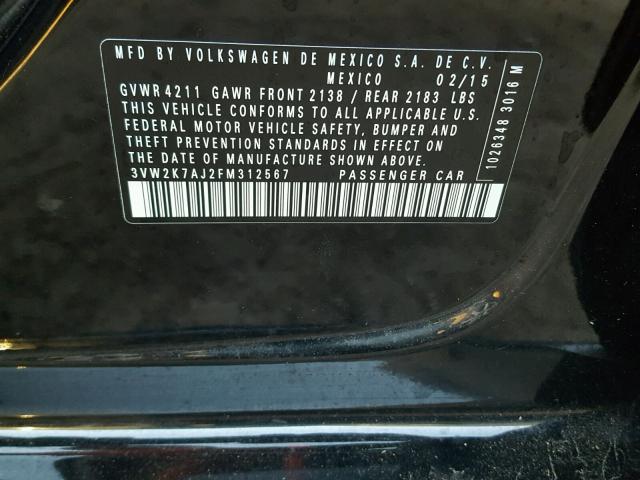 MFD BY VOLKSWAGEN DE MEXICO S.A. DE C.V.
MEXICO 02/15
GVWR 4211 GAWR FRONT 2138 / REAR 2183 LBS
THIS VEHICLE CONFORMS TO ALL APPLICABLE U.S.
FEDERAL MOTOR VEHICLE SAFETY, BUMPER AND
THEFT PREVENTION STANDARDS IN EFFECT ON
THE DATE OF MANUFACTURE SHOWN ABOVE.
3VW2K7AJ2FM312567 PASSENGER CAR
1026348 3016 M